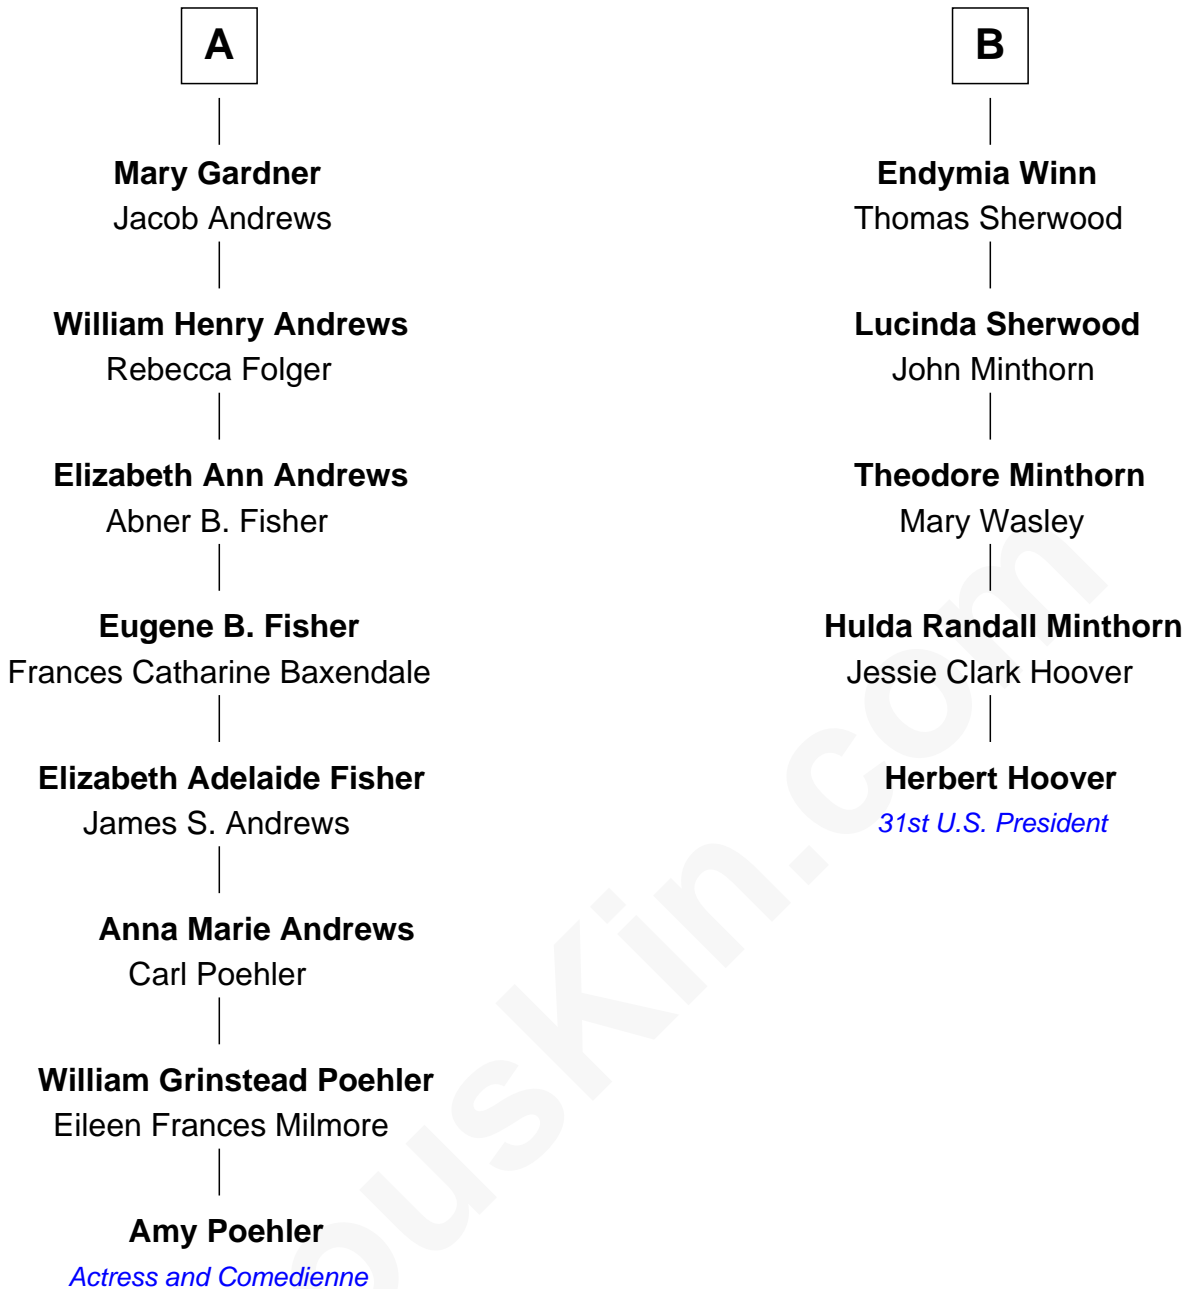 A
Mary Gardner
Jacob Andrews
William Henry Andrews
Rebecca Folger
Elizabeth Ann Andrews
Abner B. Fisher
Eugene B. Fisher
Frances Catharine Baxendale
Elizabeth Adelaide Fisher
James S. Andrews
Anna Marie Andrews
Carl Poehler
William Grinstead Poehler
Eileen Frances Milmore
Amy Poehler
Actress and Comedienne
B
Endymia Winn
Thomas Sherwood
Lucinda Sherwood
John Minthorn
Theodore Minthorn
Mary Wasley
Hulda Randall Minthorn
Jessie Clark Hoover
Herbert Hoover
31st U.S. President
ousKin.com